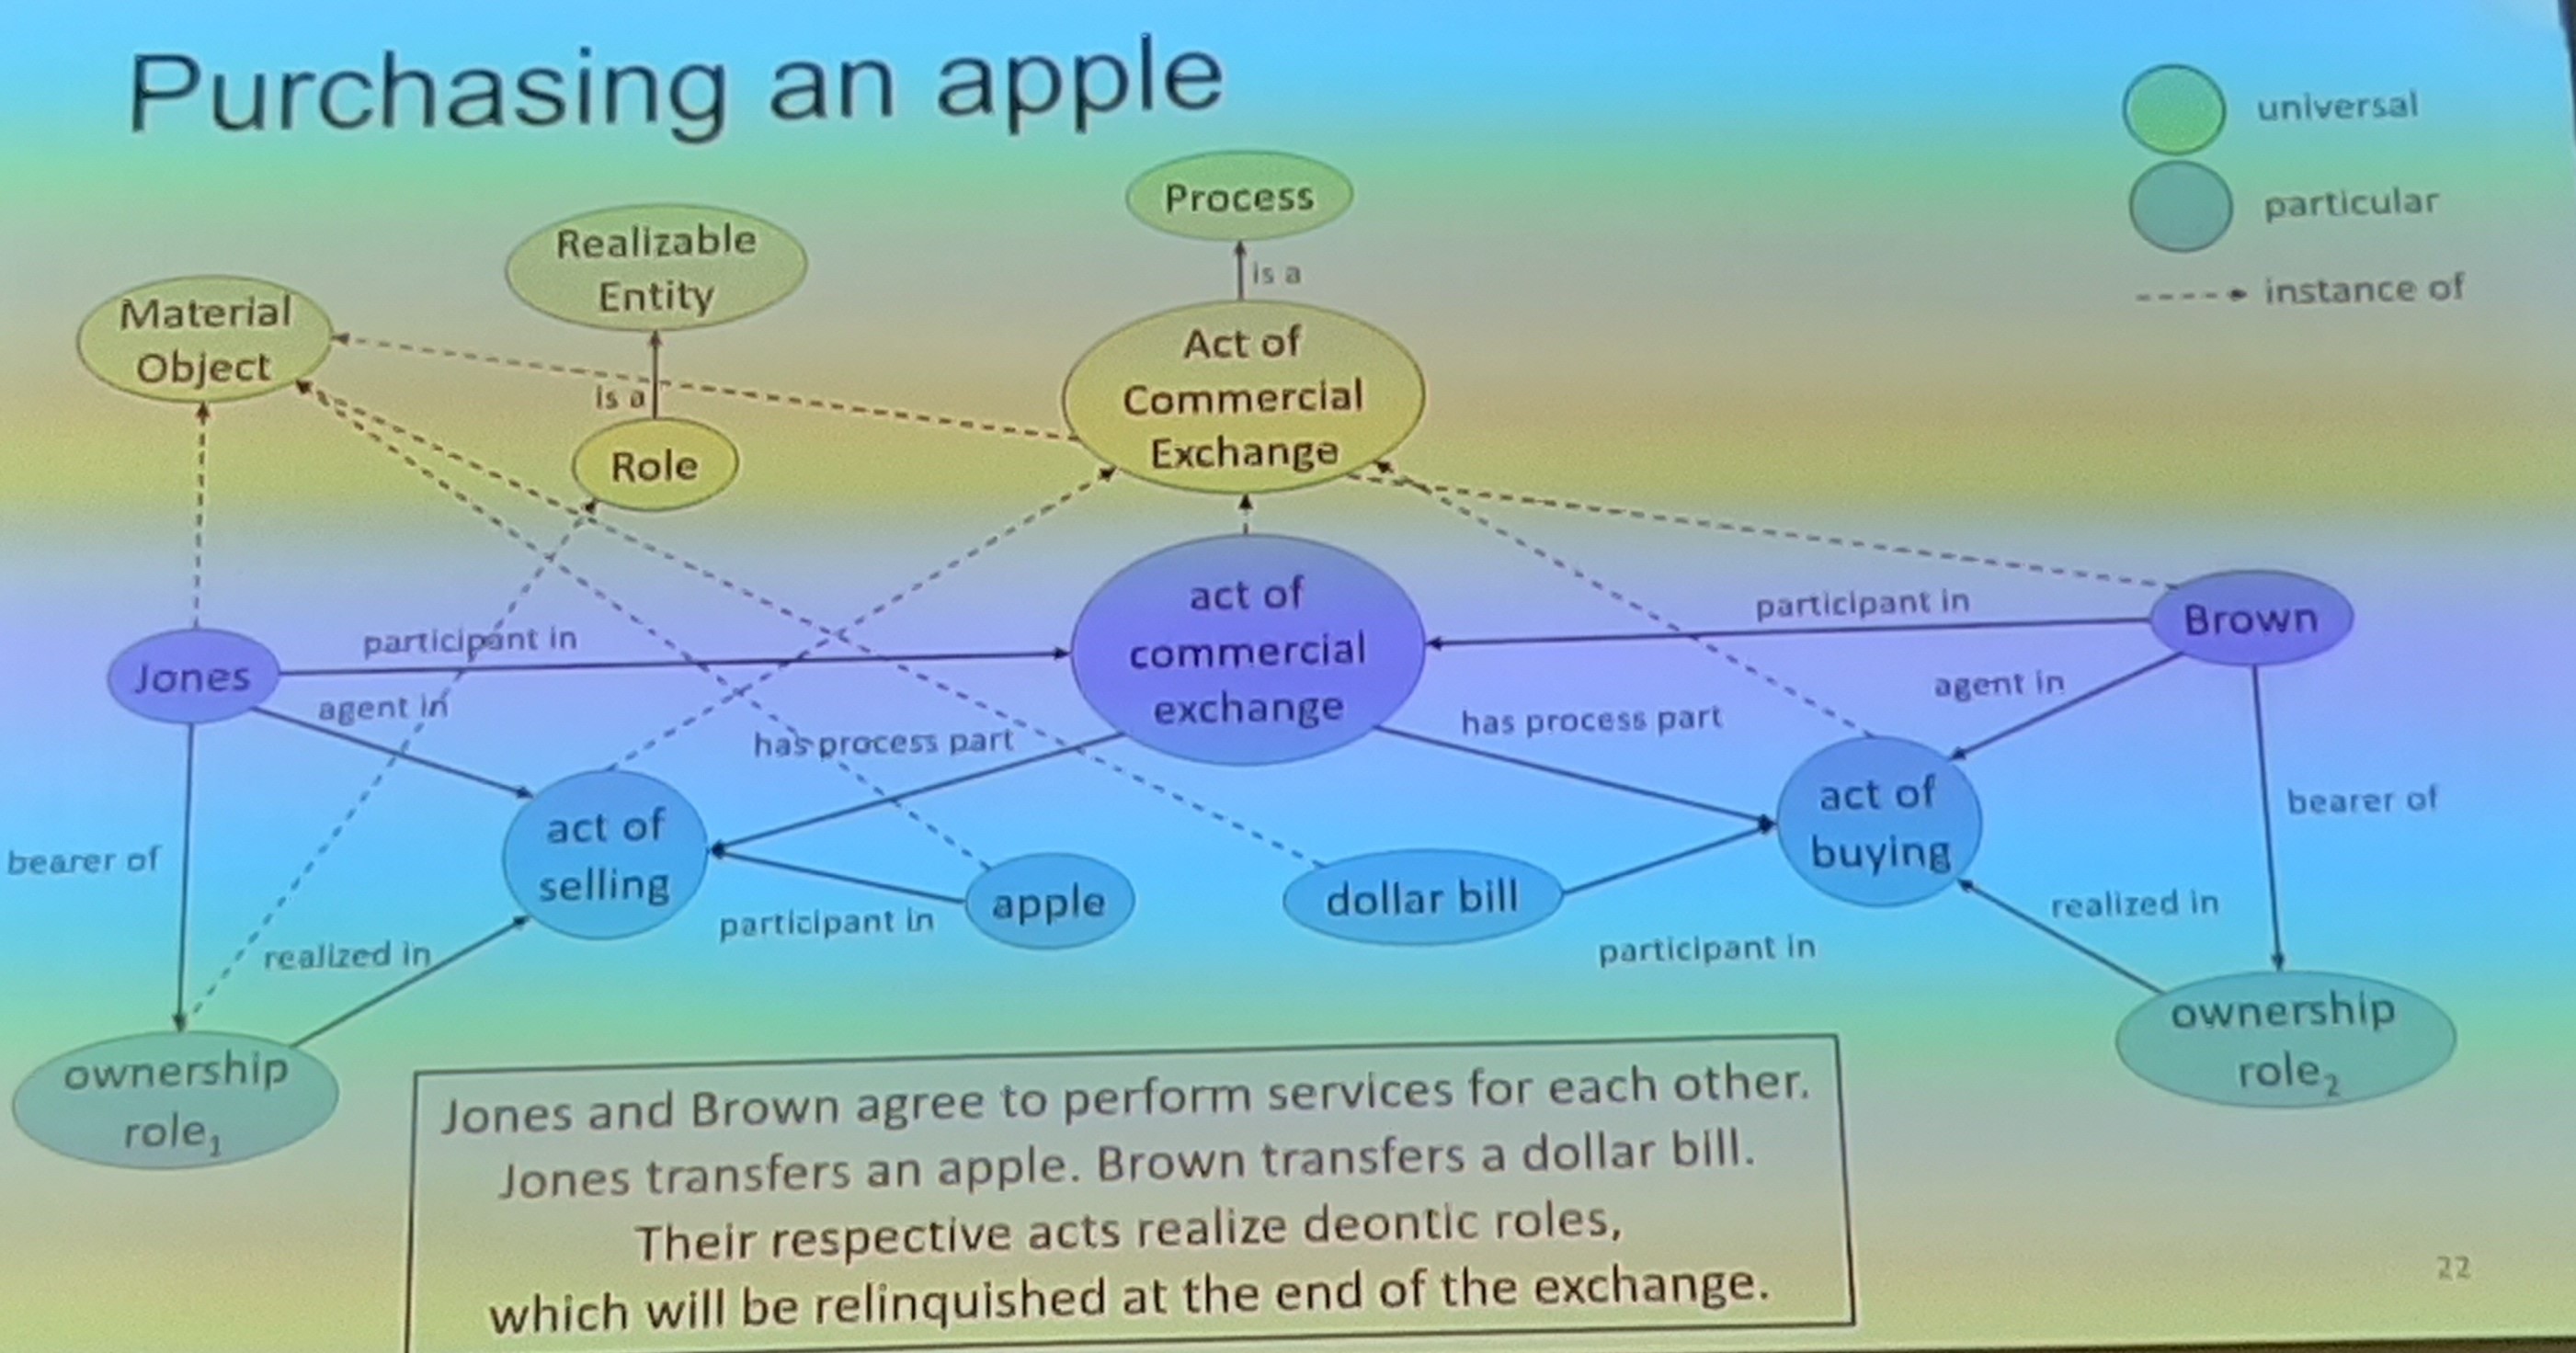 Purchasing an apple
universal
particular
instance of
Process
is a
Realizable
Entity
Material
Object
is a
Role
Act of
Commercial
Exchange
Jones
participant in
agent in
bearer of
act of
commercial
exchange
participant in
Brown
agent in
bearer of
has process part
has process part
act of
selling
act of
buying
apple
dollar bill
participant in
participant in
realized in
realized in
ownership
role₁
ownership
role₂
Jones and Brown agree to perform services for each other.
Jones transfers an apple. Brown transfers a dollar bill.
Their respective acts realize deontic roles,
which will be relinquished at the end of the exchange.
22